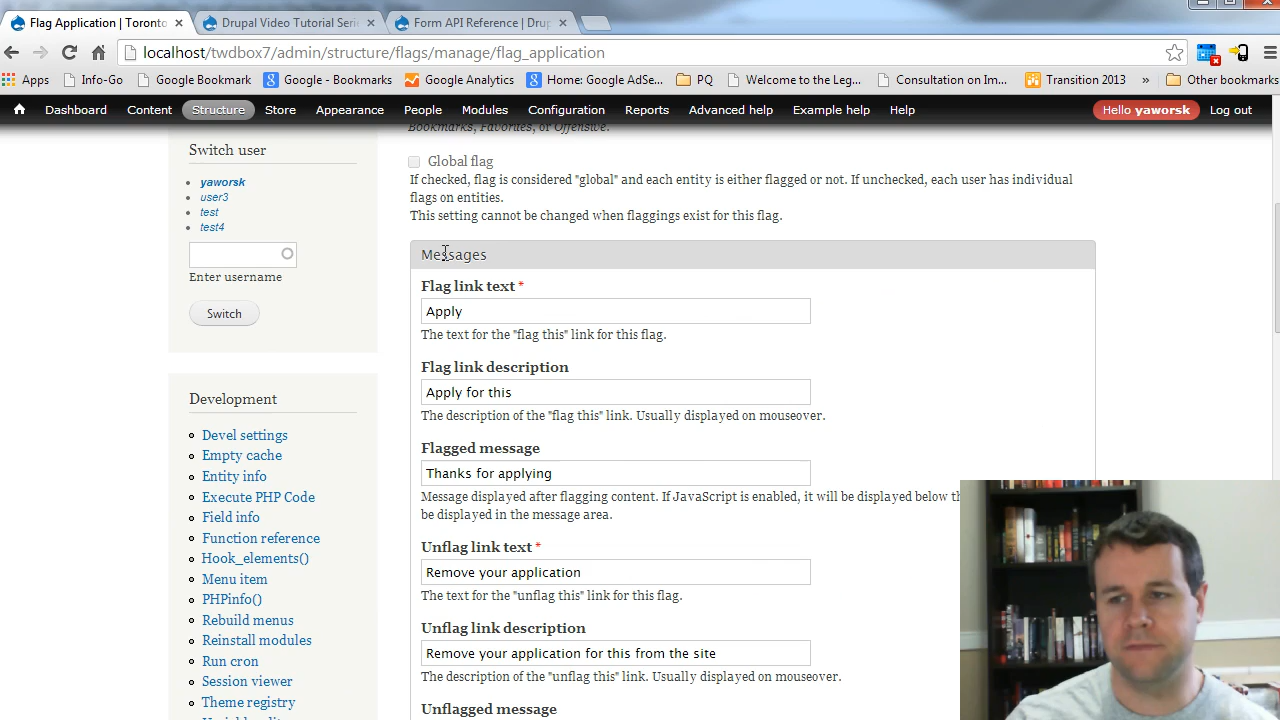 Flag Application | Toronto
Drupal Video Tutorial Serie
Form API Reference | Drup
localhost/twdbox7/admin/structure/flags/manage/flag_application
Apps Info-Go Google Bookmark Google - Bookmarks Google Analytics Home: Google AdSe... PQ Welcome to the Leg... Consultation on Im... Transition 2023 » Other bookmarks
Dashboard Content Structure Store Appearance People Modules Configuration Reports Advanced help Example help Help Hello yaworsk Log out
Bookmarks, Favorites, or Offensive.
Switch user
yaworsk
user3
test
test4
Enter username
Switch
Development
Devel settings
Empty cache
Entity info
Execute PHP Code
Field info
Function reference
Hook_elements()
Menu item
PHPinfo()
Rebuild menus
Reinstall modules
Run cron
Session viewer
Theme registry
Global flag
If checked, flag is considered "global" and each entity is either flagged or not. If unchecked, each user has individual
flags on entities.
This setting cannot be changed when flaggings exist for this flag.
Messages
Flag link text *
Apply
The text for the "flag this" link for this flag.
Flag link description
Apply for this
The description of the "flag this" link. Usually displayed on mouseover.
Flagged message
Thanks for applying
Message displayed after flagging content. If JavaScript is enabled, it will be displayed below th
be displayed in the message area.
Unflag link text *
Remove your application
The text for the "unflag this" link for this flag.
Unflag link description
Remove your application for this from the site
The description of the "unflag this" link. Usually displayed on mouseover.
Unflagged message